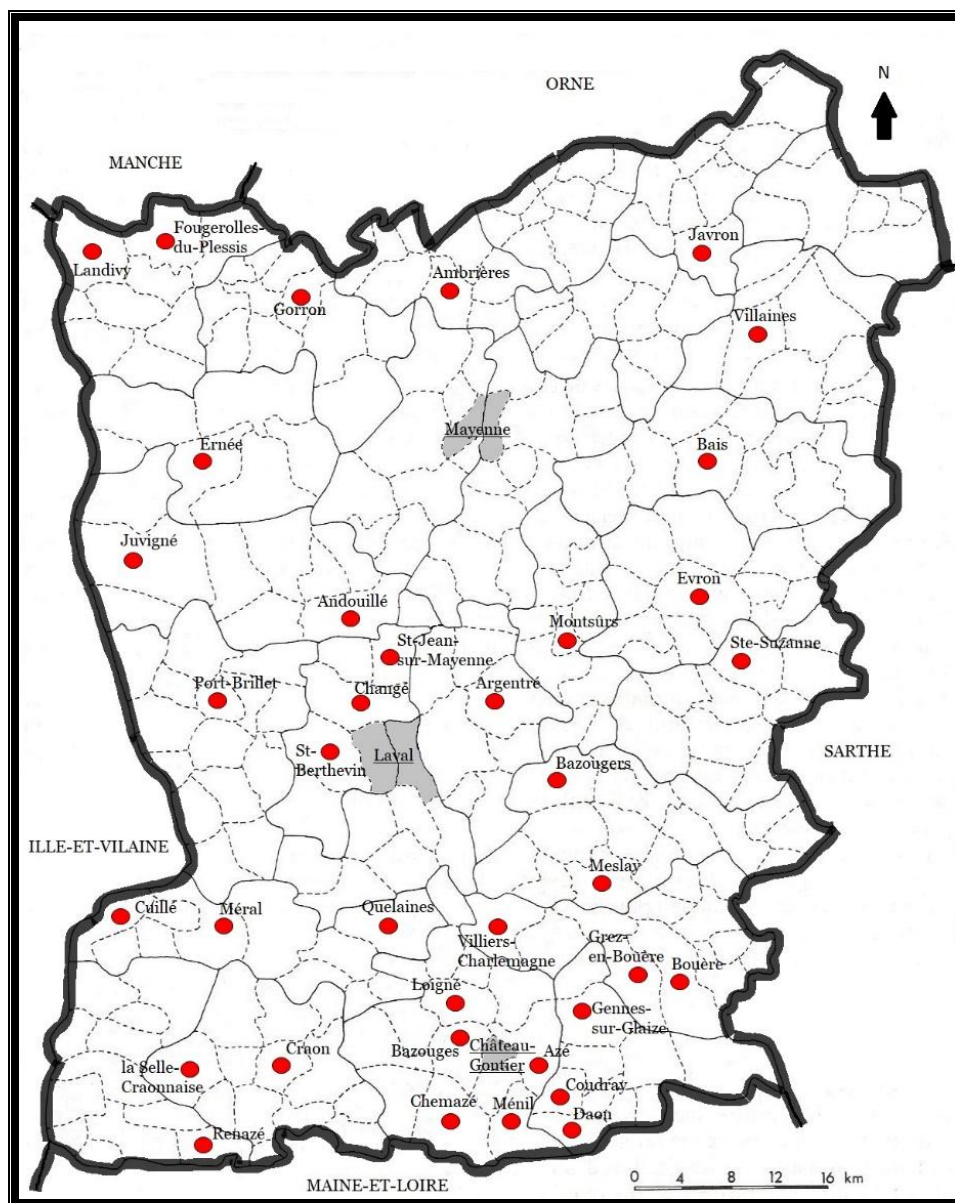 ORNE
N
MANCHE
Fougerolles-
du-Plessis
Landivy
Javron
Ambrières
Gorron
Villaines
Mayenne
Ernée
Bais
Juvigné
Evron
Andouillé
Montsûrs
St-Jean-
sur-Mayenne
Ste-Suzanne
Port-Brillet
Changé
Argentré
St-
Berthevin
Laval
SARTHE
Bazougers
ILLE-ET-VILAINE
Meslay
Cuillé
Méral
Quelaines
Villiers-
Charlemagne
Grez-
en-Bouère
Bouère
Loigné
Gennes-
sur-Glaize
Bazouges
Château-
Gontier
Azé
Craon
la Selle-
Craonnaise
Coudray
Chemazé
Ménil
Daon
Renazé
MAINE-ET-LOIRE
0 4 8 12 16 km